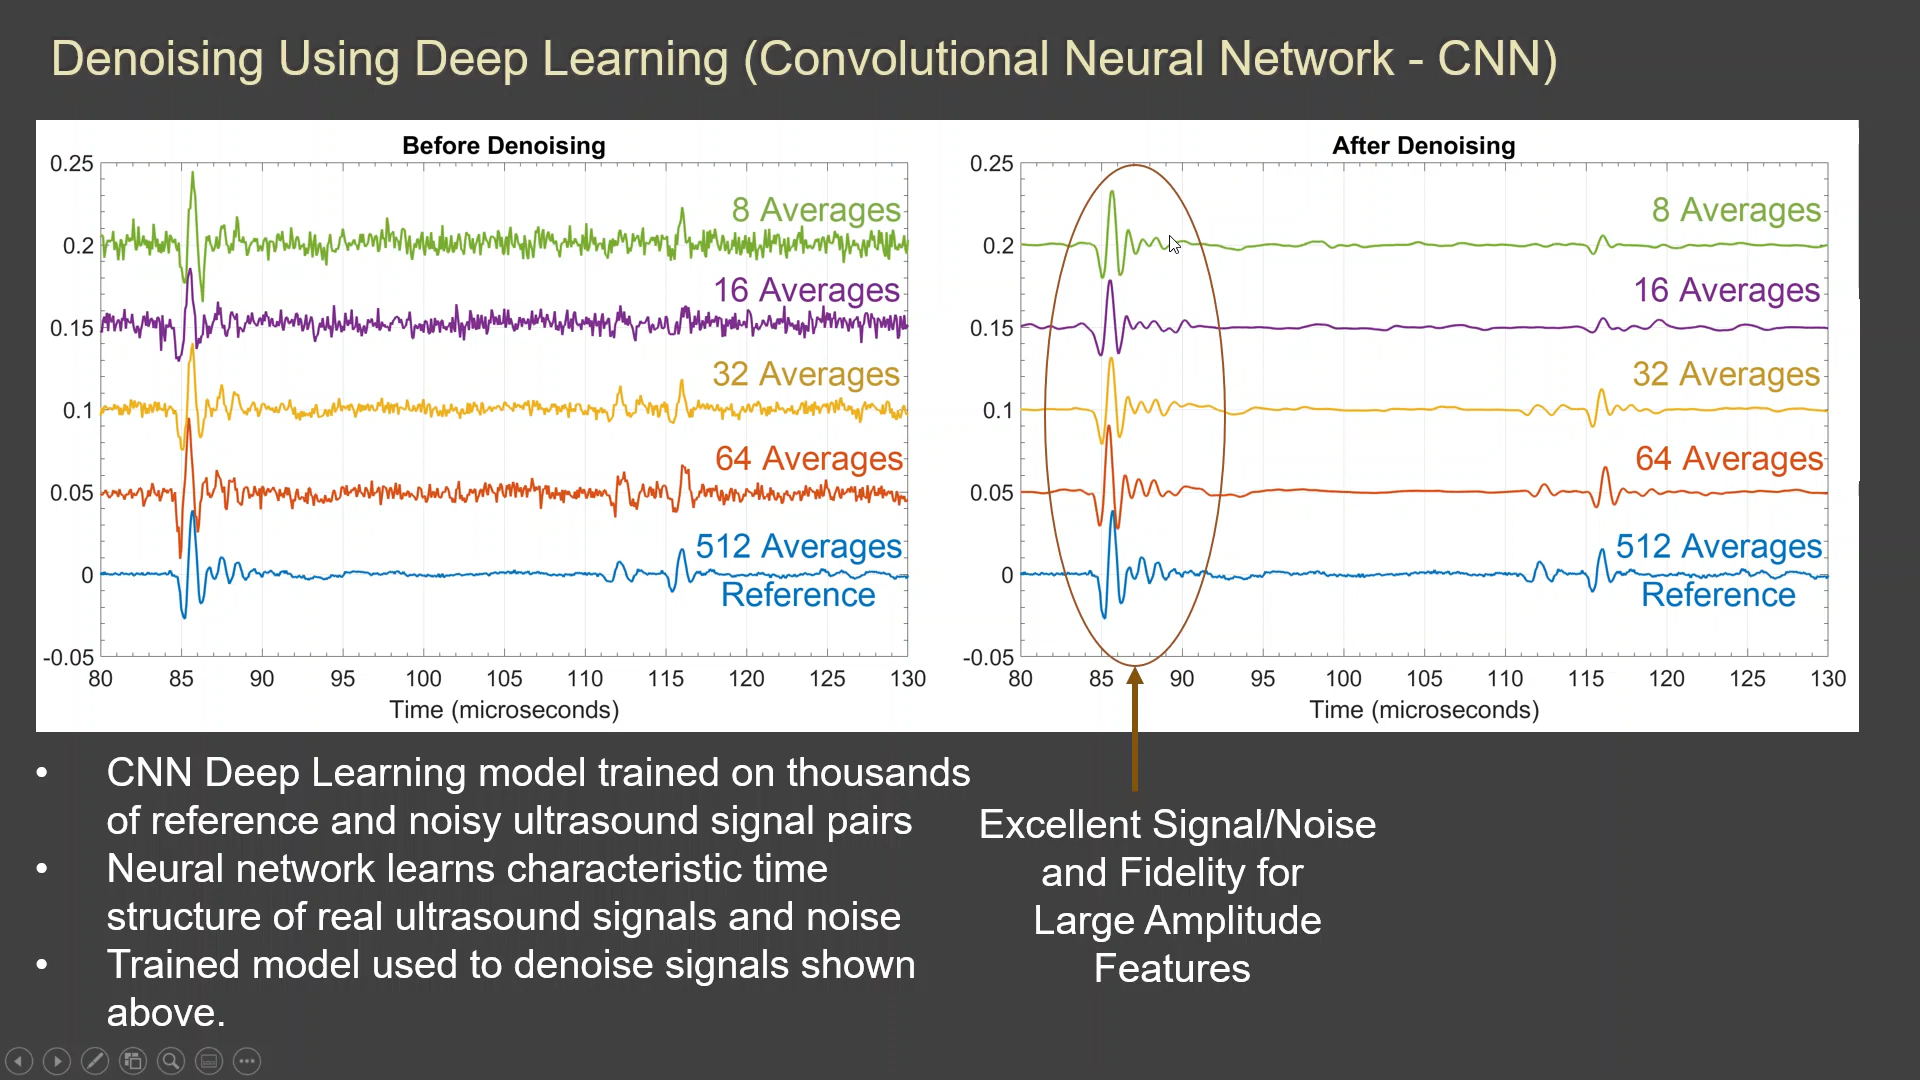 Denoising Using Deep Learning (Convolutional Neural Network - CNN)
Before Denoising
0.25
0.2
0.15
0.1
0.05
0
-0.05
8 Averages
16 Averages
32 Averages
64 Averages
512 Averages
Reference
80 85 90 95 100 105 110 115 120 125 130
Time (microseconds)
After Denoising
0.25
0.2
0.15
0.1
0.05
0
-0.05
8 Averages
16 Averages
32 Averages
64 Averages
512 Averages
Reference
80 85 90 95 100 105 110 115 120 125 130
Time (microseconds)
• CNN Deep Learning model trained on thousands
of reference and noisy ultrasound signal pairs
• Neural network learns characteristic time
structure of real ultrasound signals and noise
• Trained model used to denoise signals shown
above.
Excellent Signal/Noise
and Fidelity for
Large Amplitude
Features